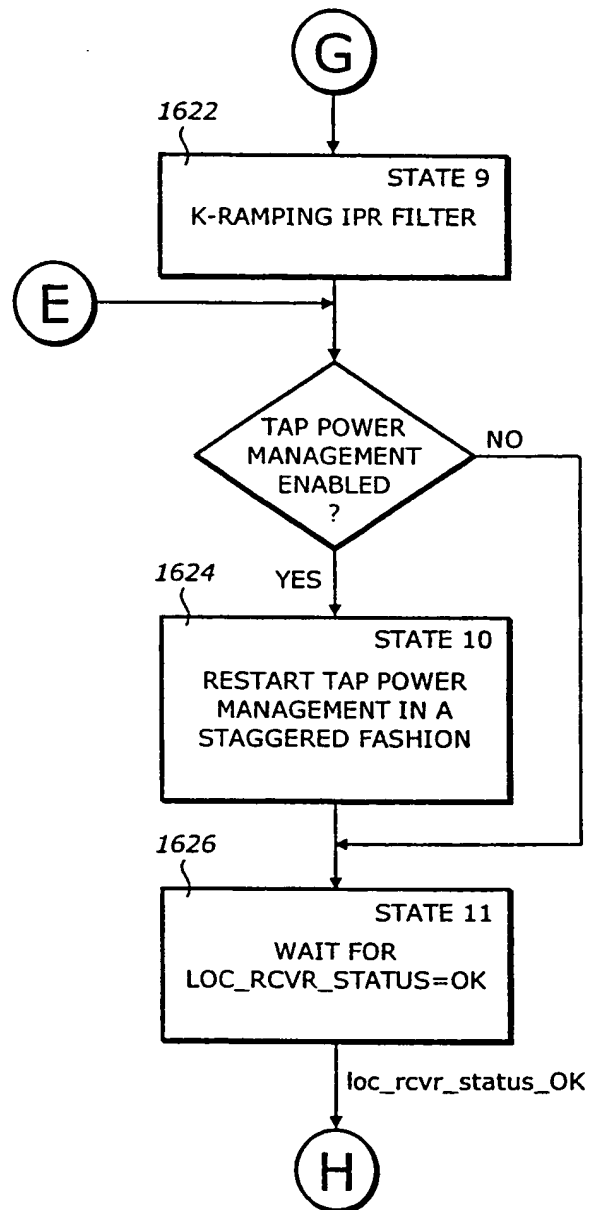 G
1622
STATE 9
K-RAMPING IPR FILTER
E
TAP POWER
MANAGEMENT
ENABLED
?
NO
YES
1624
STATE 10
RESTART TAP POWER
MANAGEMENT IN A
STAGGERED FASHION
1626
STATE 11
WAIT FOR
LOC_RCVR_STATUS=OK
loc_rcvr_status_OK
H